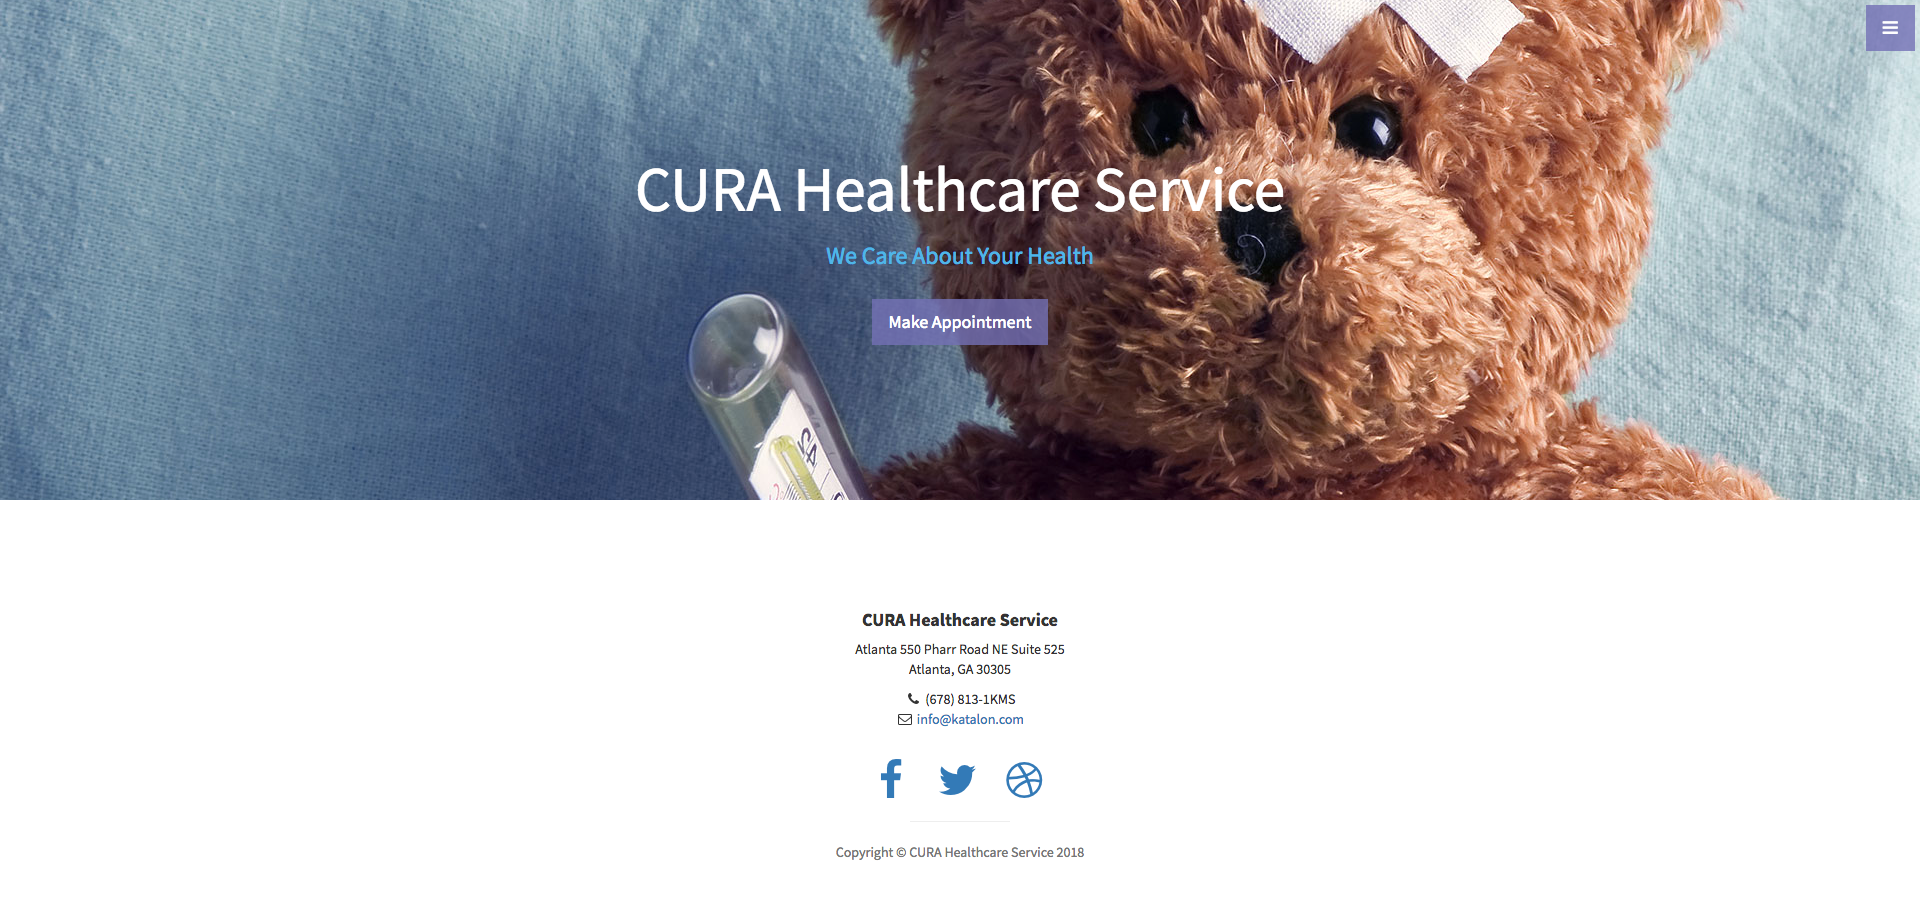 CURA Healthcare Service
We Care About Your Health
Make Appointment
CURA Healthcare Service
Atlanta 550 Pharr Road NE Suite 525
Atlanta, GA 30305
(678) 813-1KMS
info@katalon.com
Copyright © CURA Healthcare Service 2018